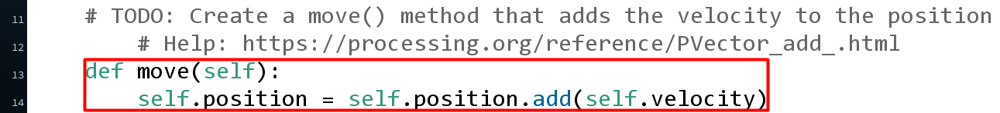 11 # TODO: Create a move() method that adds the velocity to the position
12 # Help: https://processing.org/reference/PVector_add_.html
13 def move(self):
14 self.position = self.position.add(self.velocity)